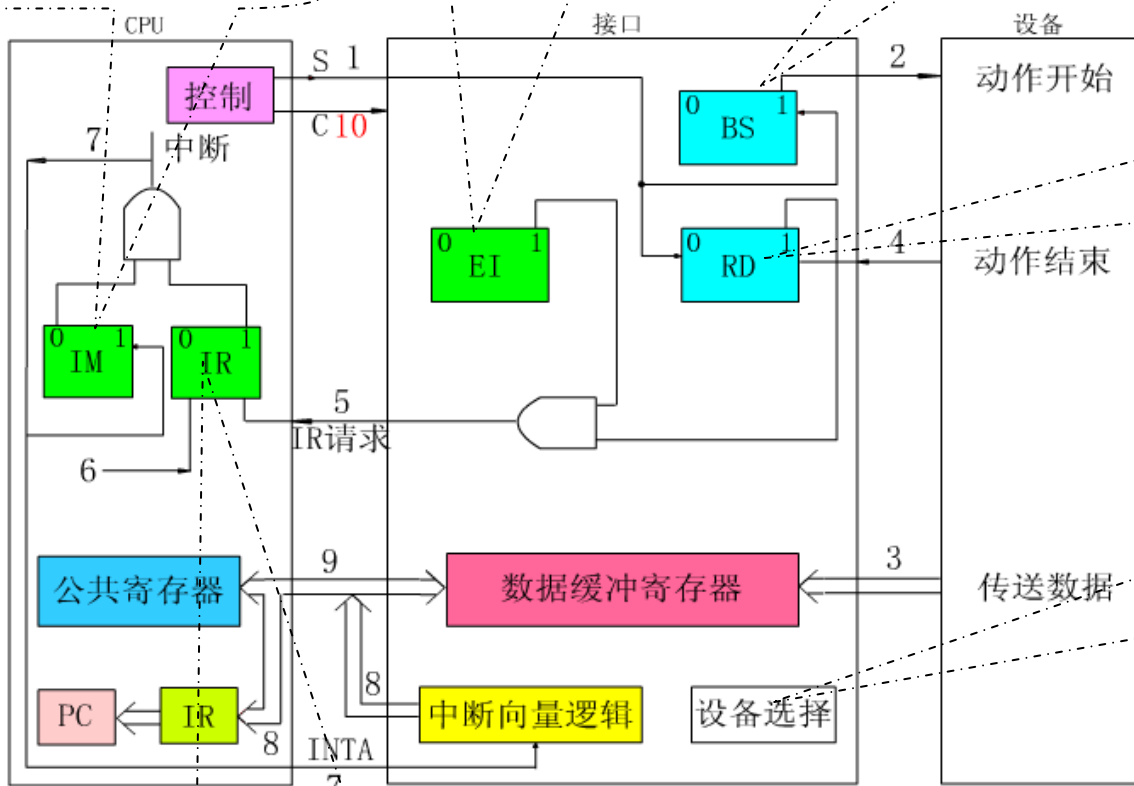 CPU
接口
设备
控制
S 1
C 10
7
中断
0 1
IM
0 1
IR
5
IR请求
6
0 1
BS
2
动作开始
0 1
EI
0 1
RD
4
动作结束
公共寄存器
9
数据缓冲寄存器
3
传送数据
PC
IR
8
8
中断向量逻辑
设备选择
INTA